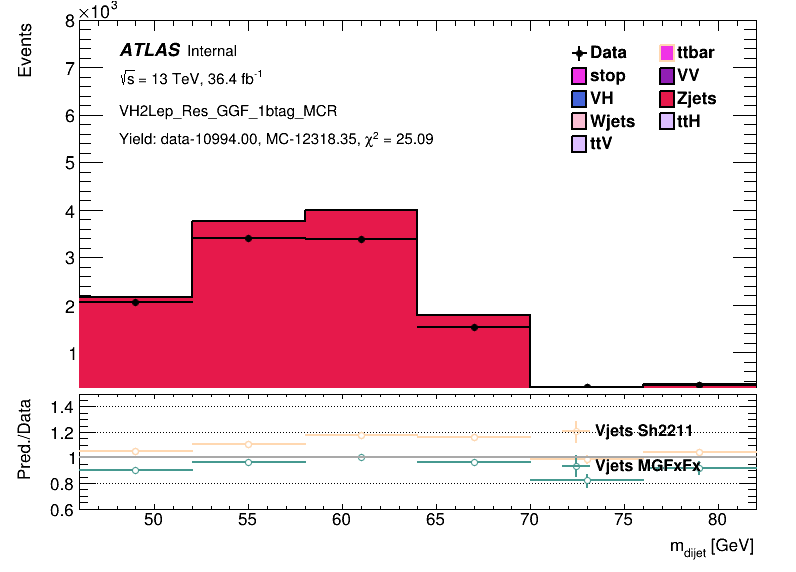 8 ×10³
Events
ATLAS Internal
√s = 13 TeV, 36.4 fb⁻¹
VH2Lep_Res_GGF_1btag_MCR
Yield: data-10994.00, MC-12318.35, χ² = 25.09
Data
ttbar
stop
VV
VH
Zjets
Wjets
ttH
ttV
7
6
5
4
3
2
1
Pred./Data
1.4
1.2
1
0.8
0.6
Vjets Sh2211
Vjets MGFxFx
50 55 60 65 70 75 80
m_dijet [GeV]